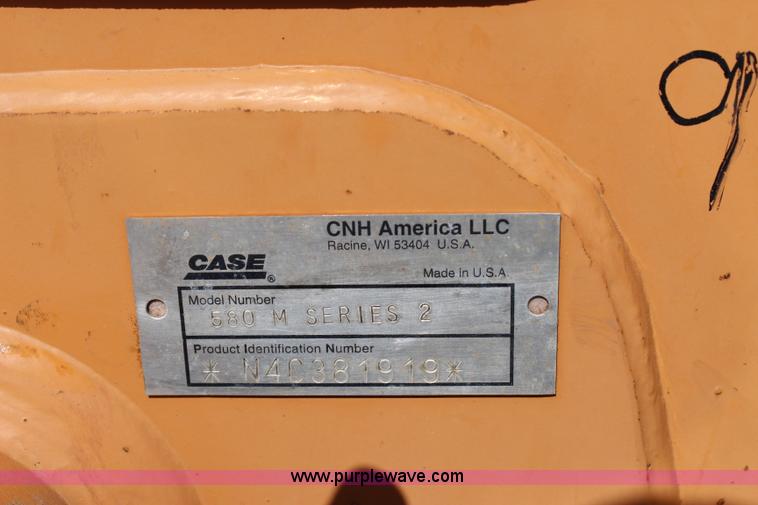 9
CNH America LLC
Racine, WI 53404 U.S.A.
CASE®
Made in U.S.A
Model Number
580 M SERIES 2
Product Identification Number
* N4C381919*
www.purplewave.com